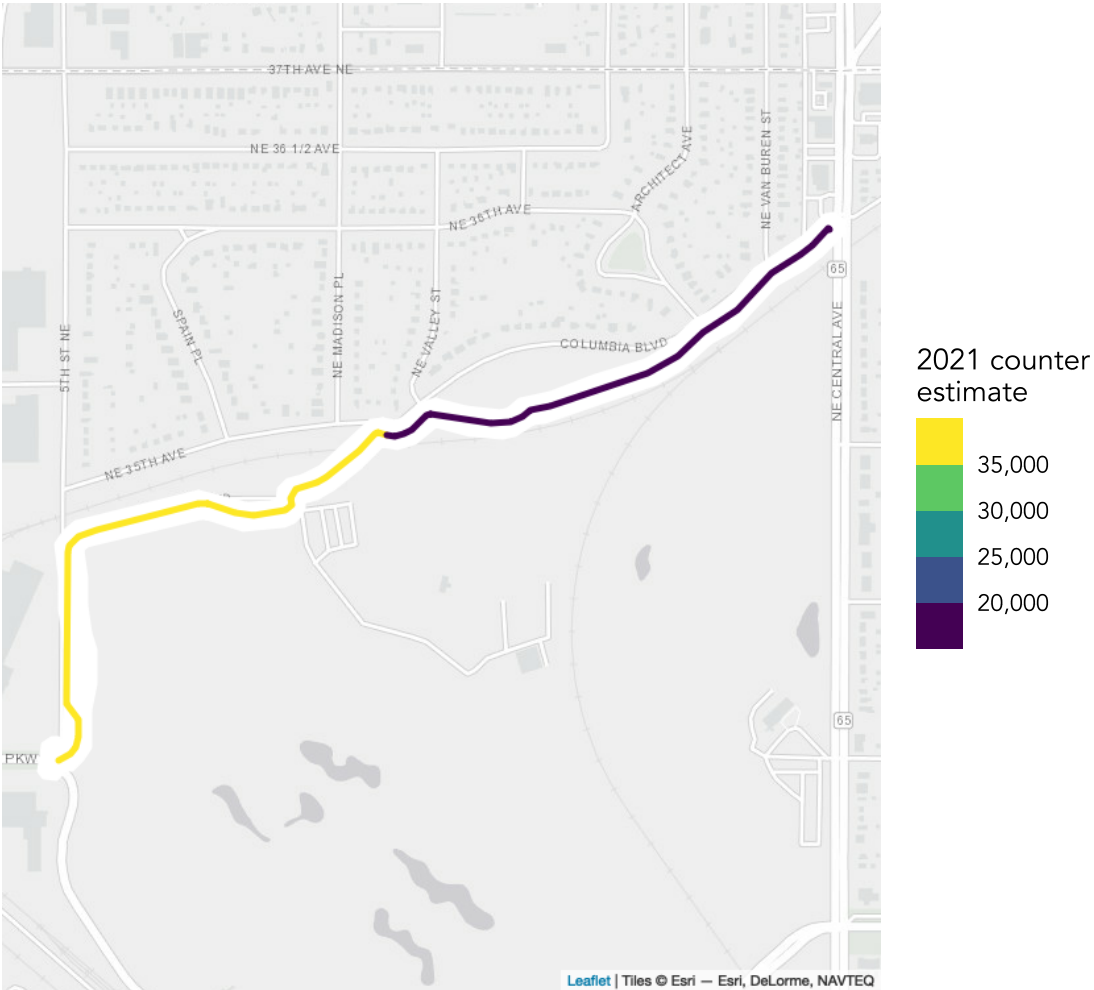 37TH AVE NE
NE 36 1/2 AVE
ARCHITECT AVE
NE VAN BUREN ST
NE 36TH AVE
65
SPAIN PL
NE MADISON PL
NE VALLEY ST
5TH ST NE
COLUMBIA BLVD
NE CENTRAL AVE
NE 35TH AVE
2021 counter
estimate
35,000
30,000
25,000
20,000
65
PKW
Leaflet | Tiles © Esri — Esri, DeLorme, NAVTEQ